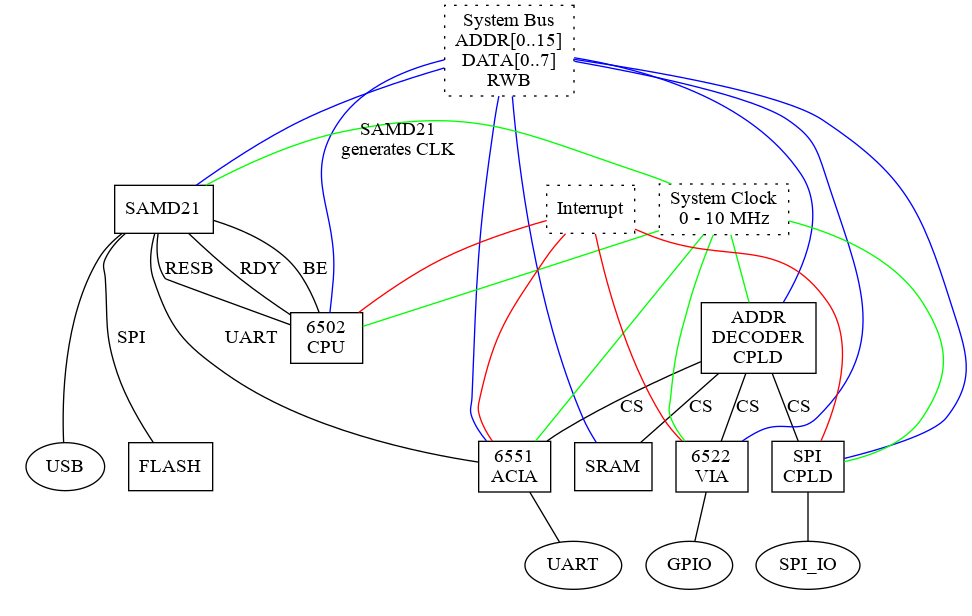 System Bus
ADDR[0..15]
DATA[0..7]
RWB
SAMD21
generates CLK
SAMD21
Interrupt
System Clock
0 - 10 MHz
RESB
RDY
BE
SPI
UART
6502
CPU
ADDR
DECODER
CPLD
CS
CS
CS
CS
USB
FLASH
6551
ACIA
SRAM
6522
VIA
SPI
CPLD
UART
GPIO
SPI_IO